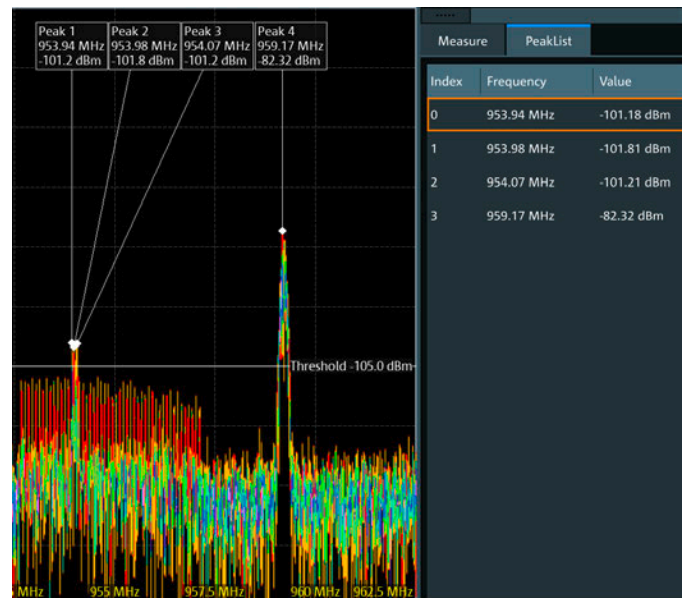 Peak 1
953.94 MHz
-101.2 dBm
Peak 2
953.98 MHz
-101.8 dBm
Peak 3
954.07 MHz
-101.2 dBm
Peak 4
959.17 MHz
-82.32 dBm
Threshold -105.0 dBm
MHz
955 MHz
957.5 MHz
960 MHz
962.5 MHz
Measure
PeakList
Index Frequency Value
0 953.94 MHz -101.18 dBm
1 953.98 MHz -101.81 dBm
2 954.07 MHz -101.21 dBm
3 959.17 MHz -82.32 dBm